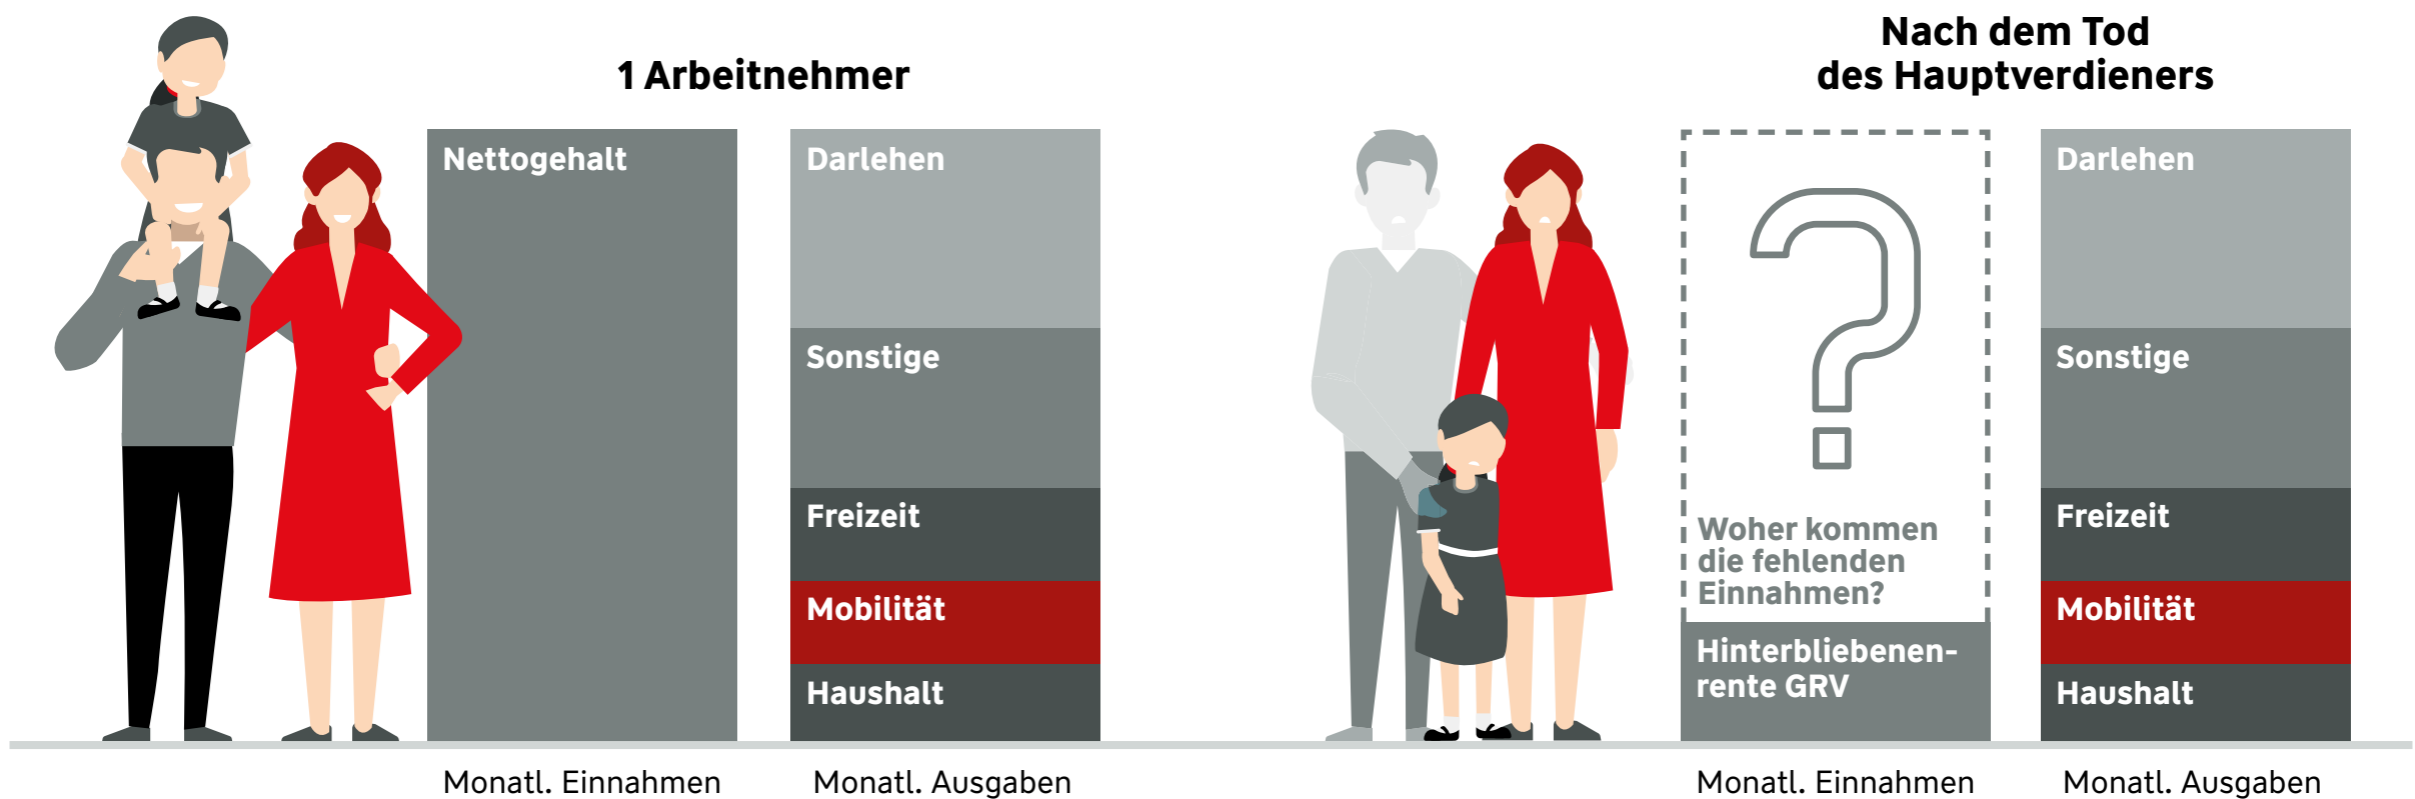 1 Arbeitnehmer
Nettogehalt
Darlehen
Sonstige
Freizeit
Mobilität
Haushalt
Monatl. Einnahmen
Monatl. Ausgaben
Nach dem Tod
des Hauptverdieners
Woher kommen
die fehlenden
Einnahmen?
Hinterbliebenen-
rente GRV
Darlehen
Sonstige
Freizeit
Mobilität
Haushalt
Monatl. Einnahmen
Monatl. Ausgaben